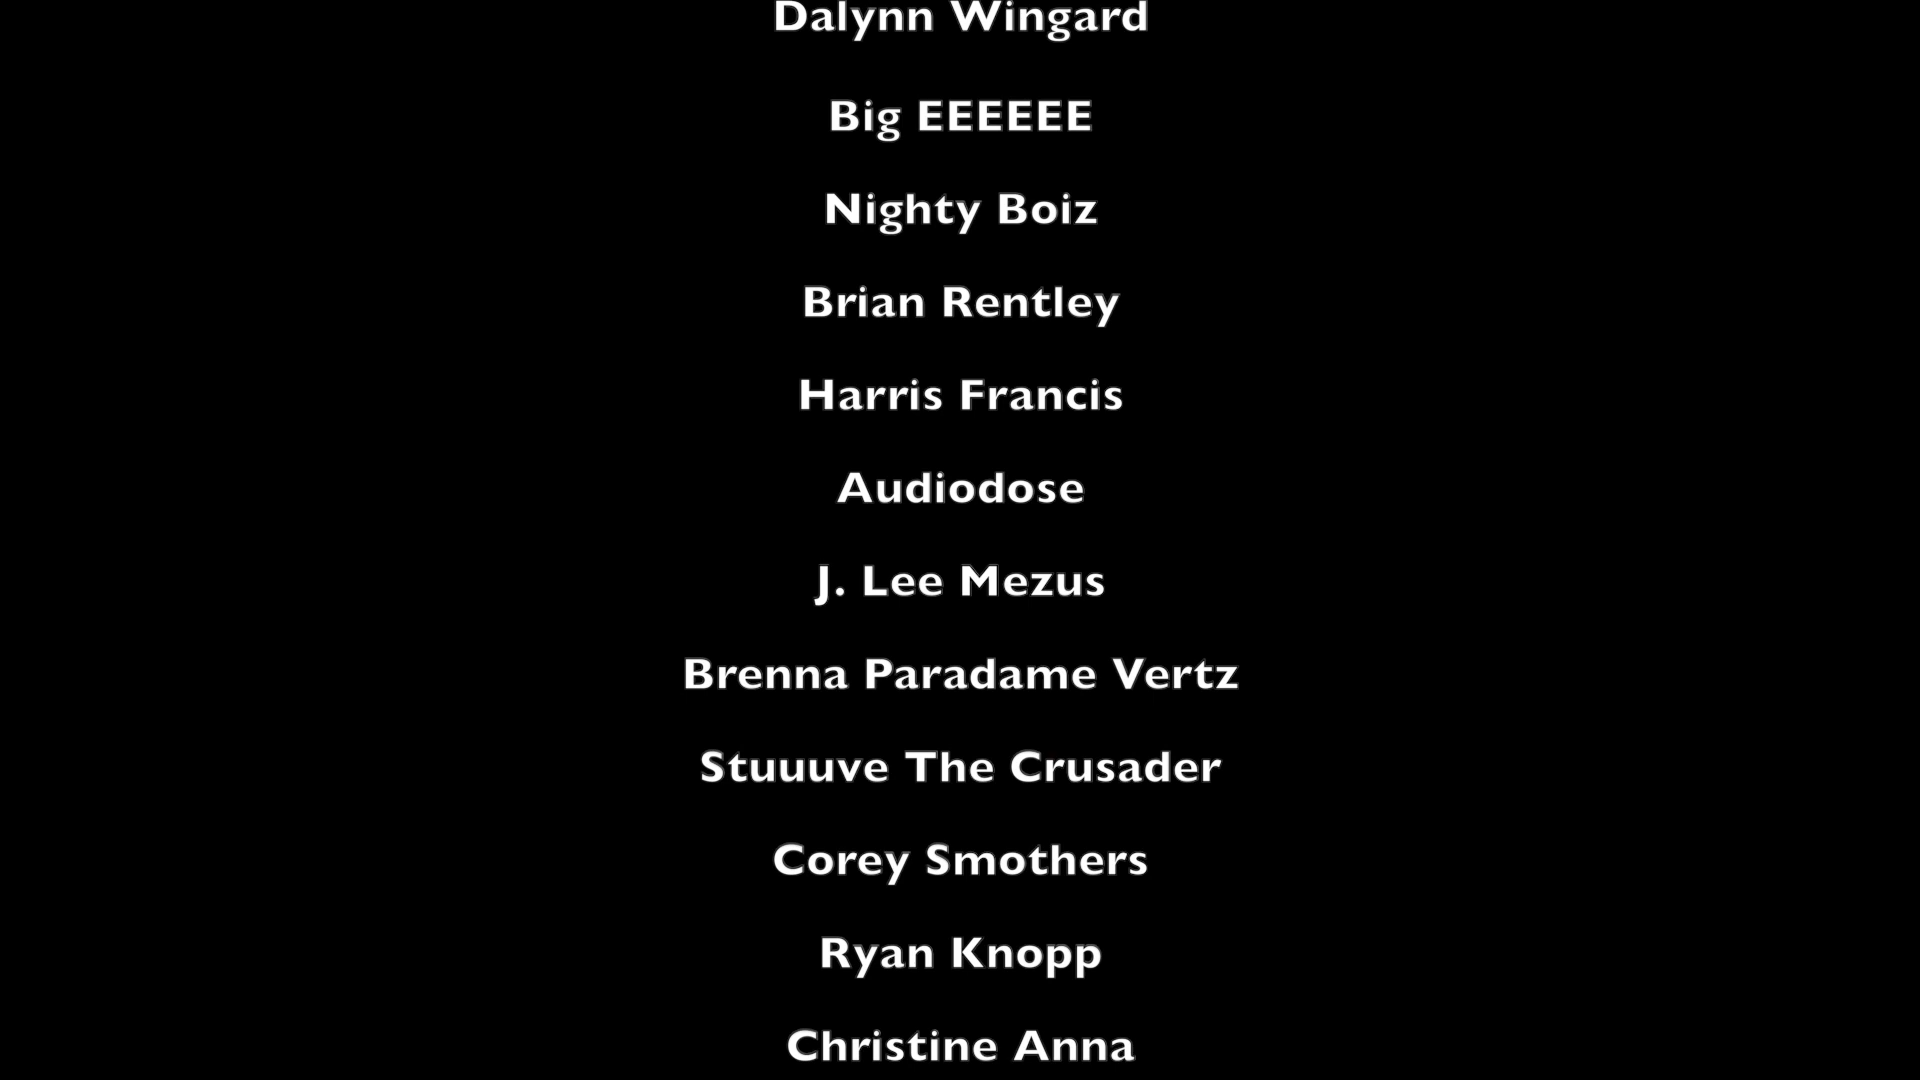 Dalynn Wingard
Big EEEEEE
Nighty Boiz
Brian Rentley
Harris Francis
Audiodose
J. Lee Mezus
Brenna Paradame Vertz
Stuuuve The Crusader
Corey Smothers
Ryan Knopp
Christine Anna